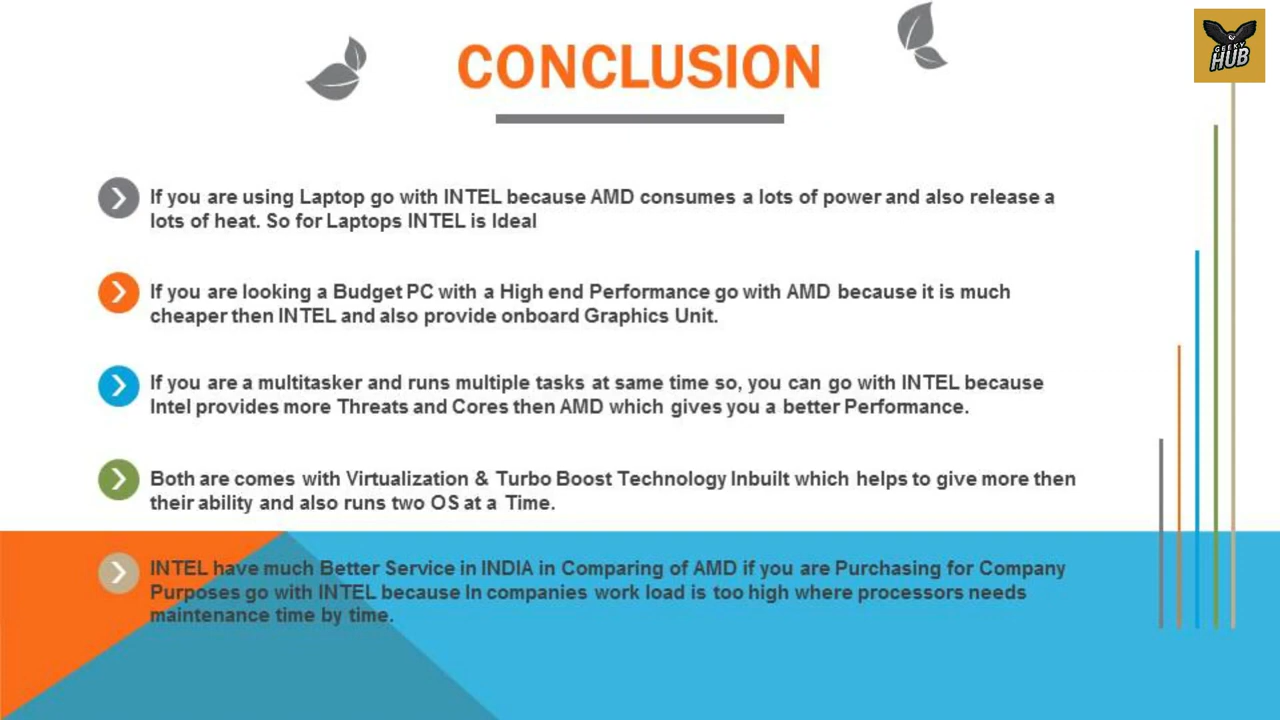 CONCLUSION
GEEKY
HUB
If you are using Laptop go with INTEL because AMD consumes a lots of power and also release a
lots of heat. So for Laptops INTEL is Ideal
If you are looking a Budget PC with a High end Performance go with AMD because it is much
cheaper then INTEL and also provide onboard Graphics Unit.
If you are a multitasker and runs multiple tasks at same time so, you can go with INTEL because
Intel provides more Threats and Cores then AMD which gives you a better Performance.
Both are comes with Virtualization & Turbo Boost Technology Inbuilt which helps to give more then
their ability and also runs two OS at a Time.
INTEL have much Better Service in INDIA in Comparing of AMD if you are Purchasing for Company
Purposes go with INTEL because In companies work load is too high where processors needs
maintenance time by time.